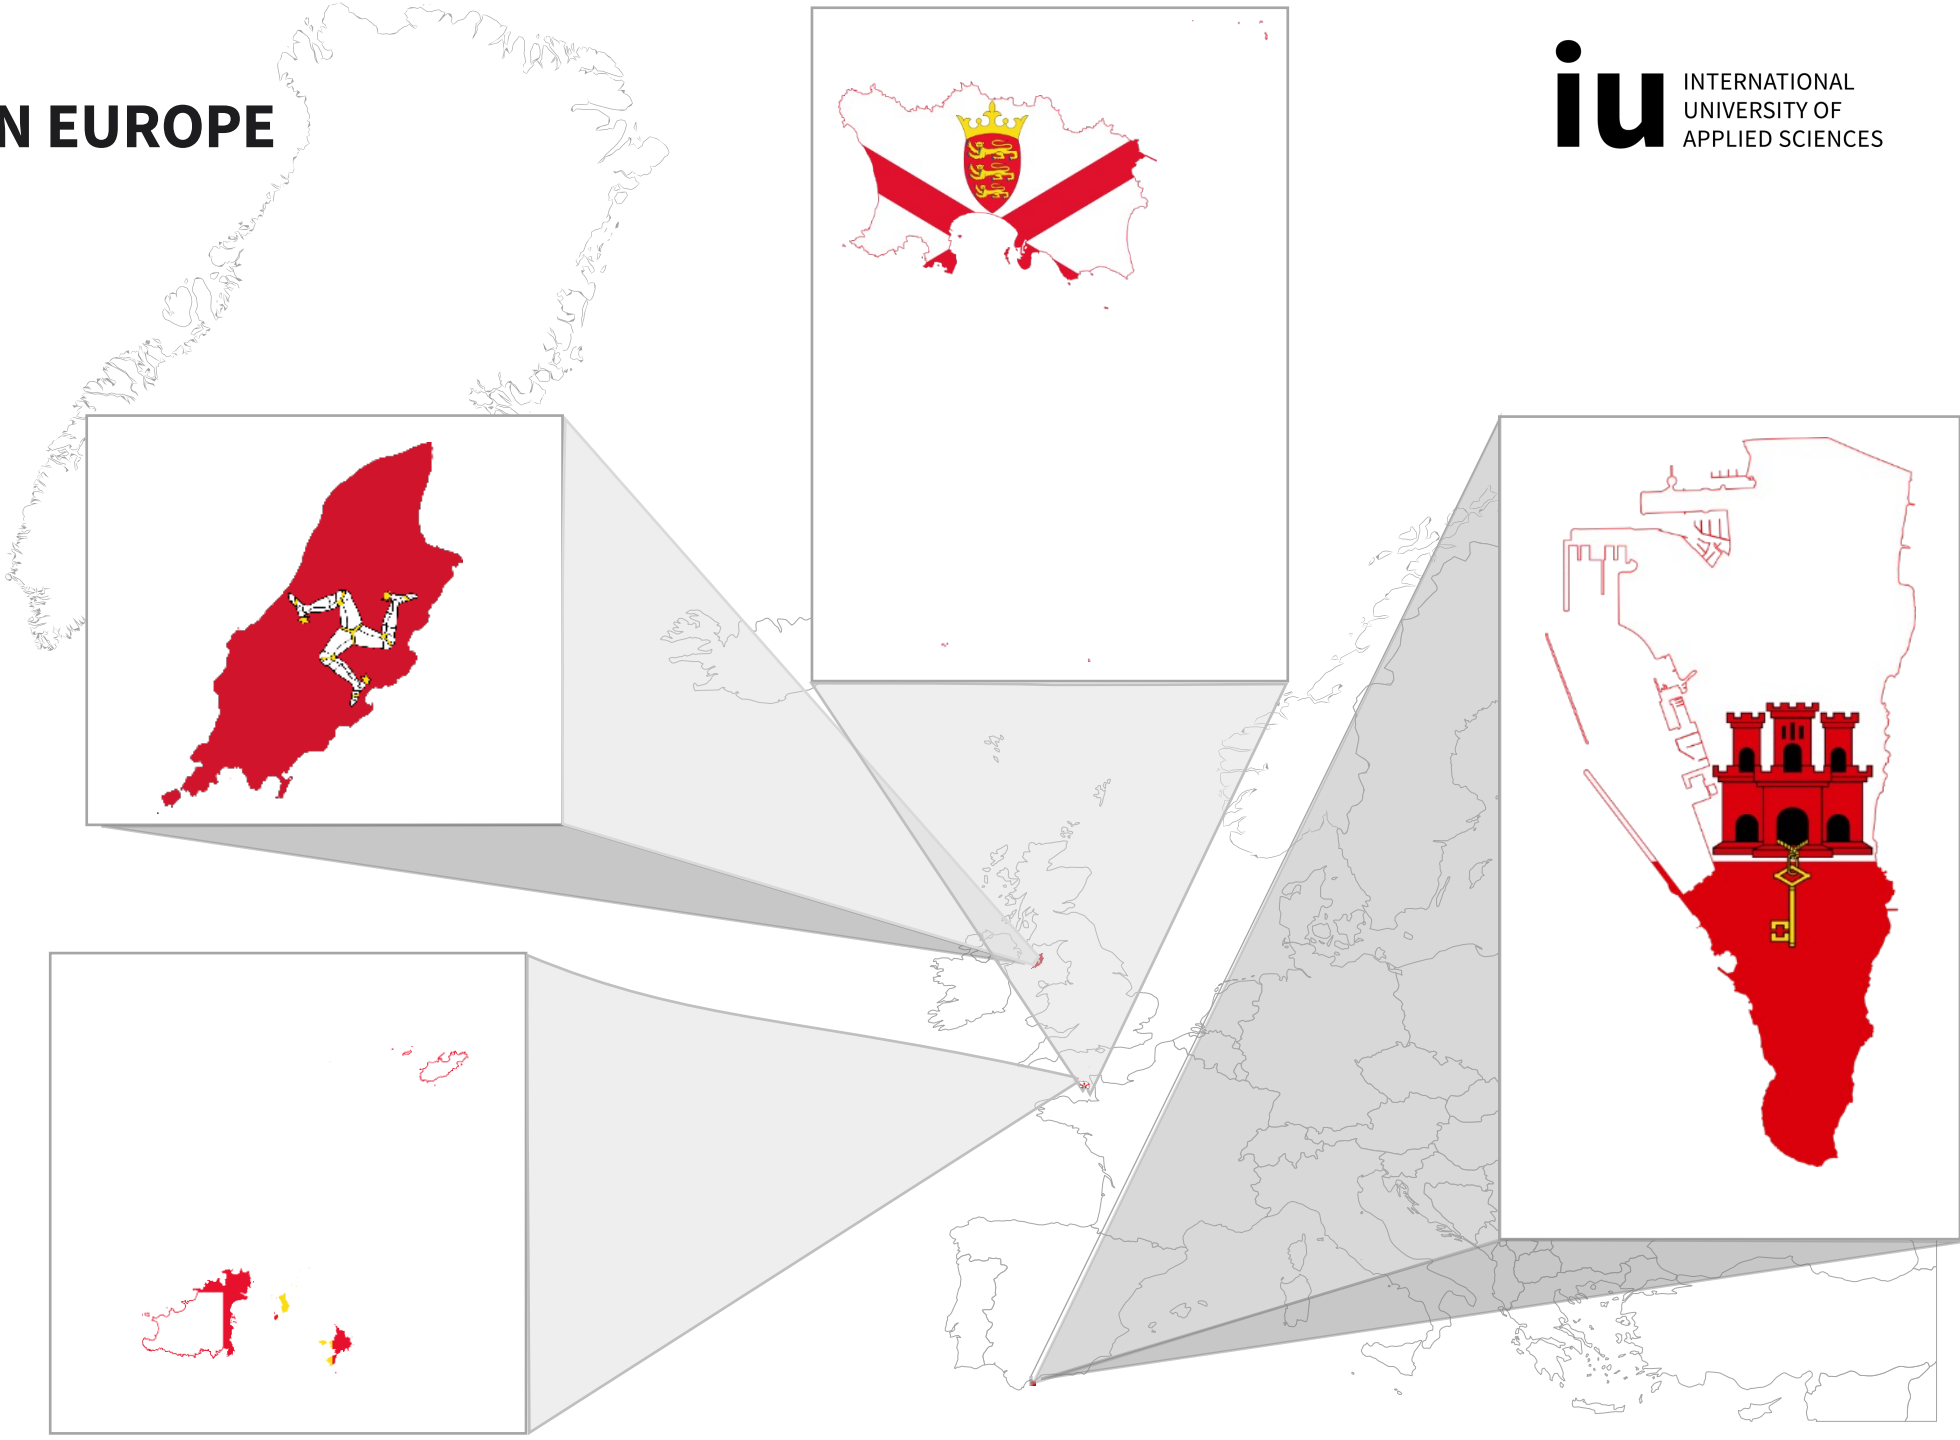 N EUROPE
iu
INTERNATIONAL
UNIVERSITY OF
APPLIED SCIENCES